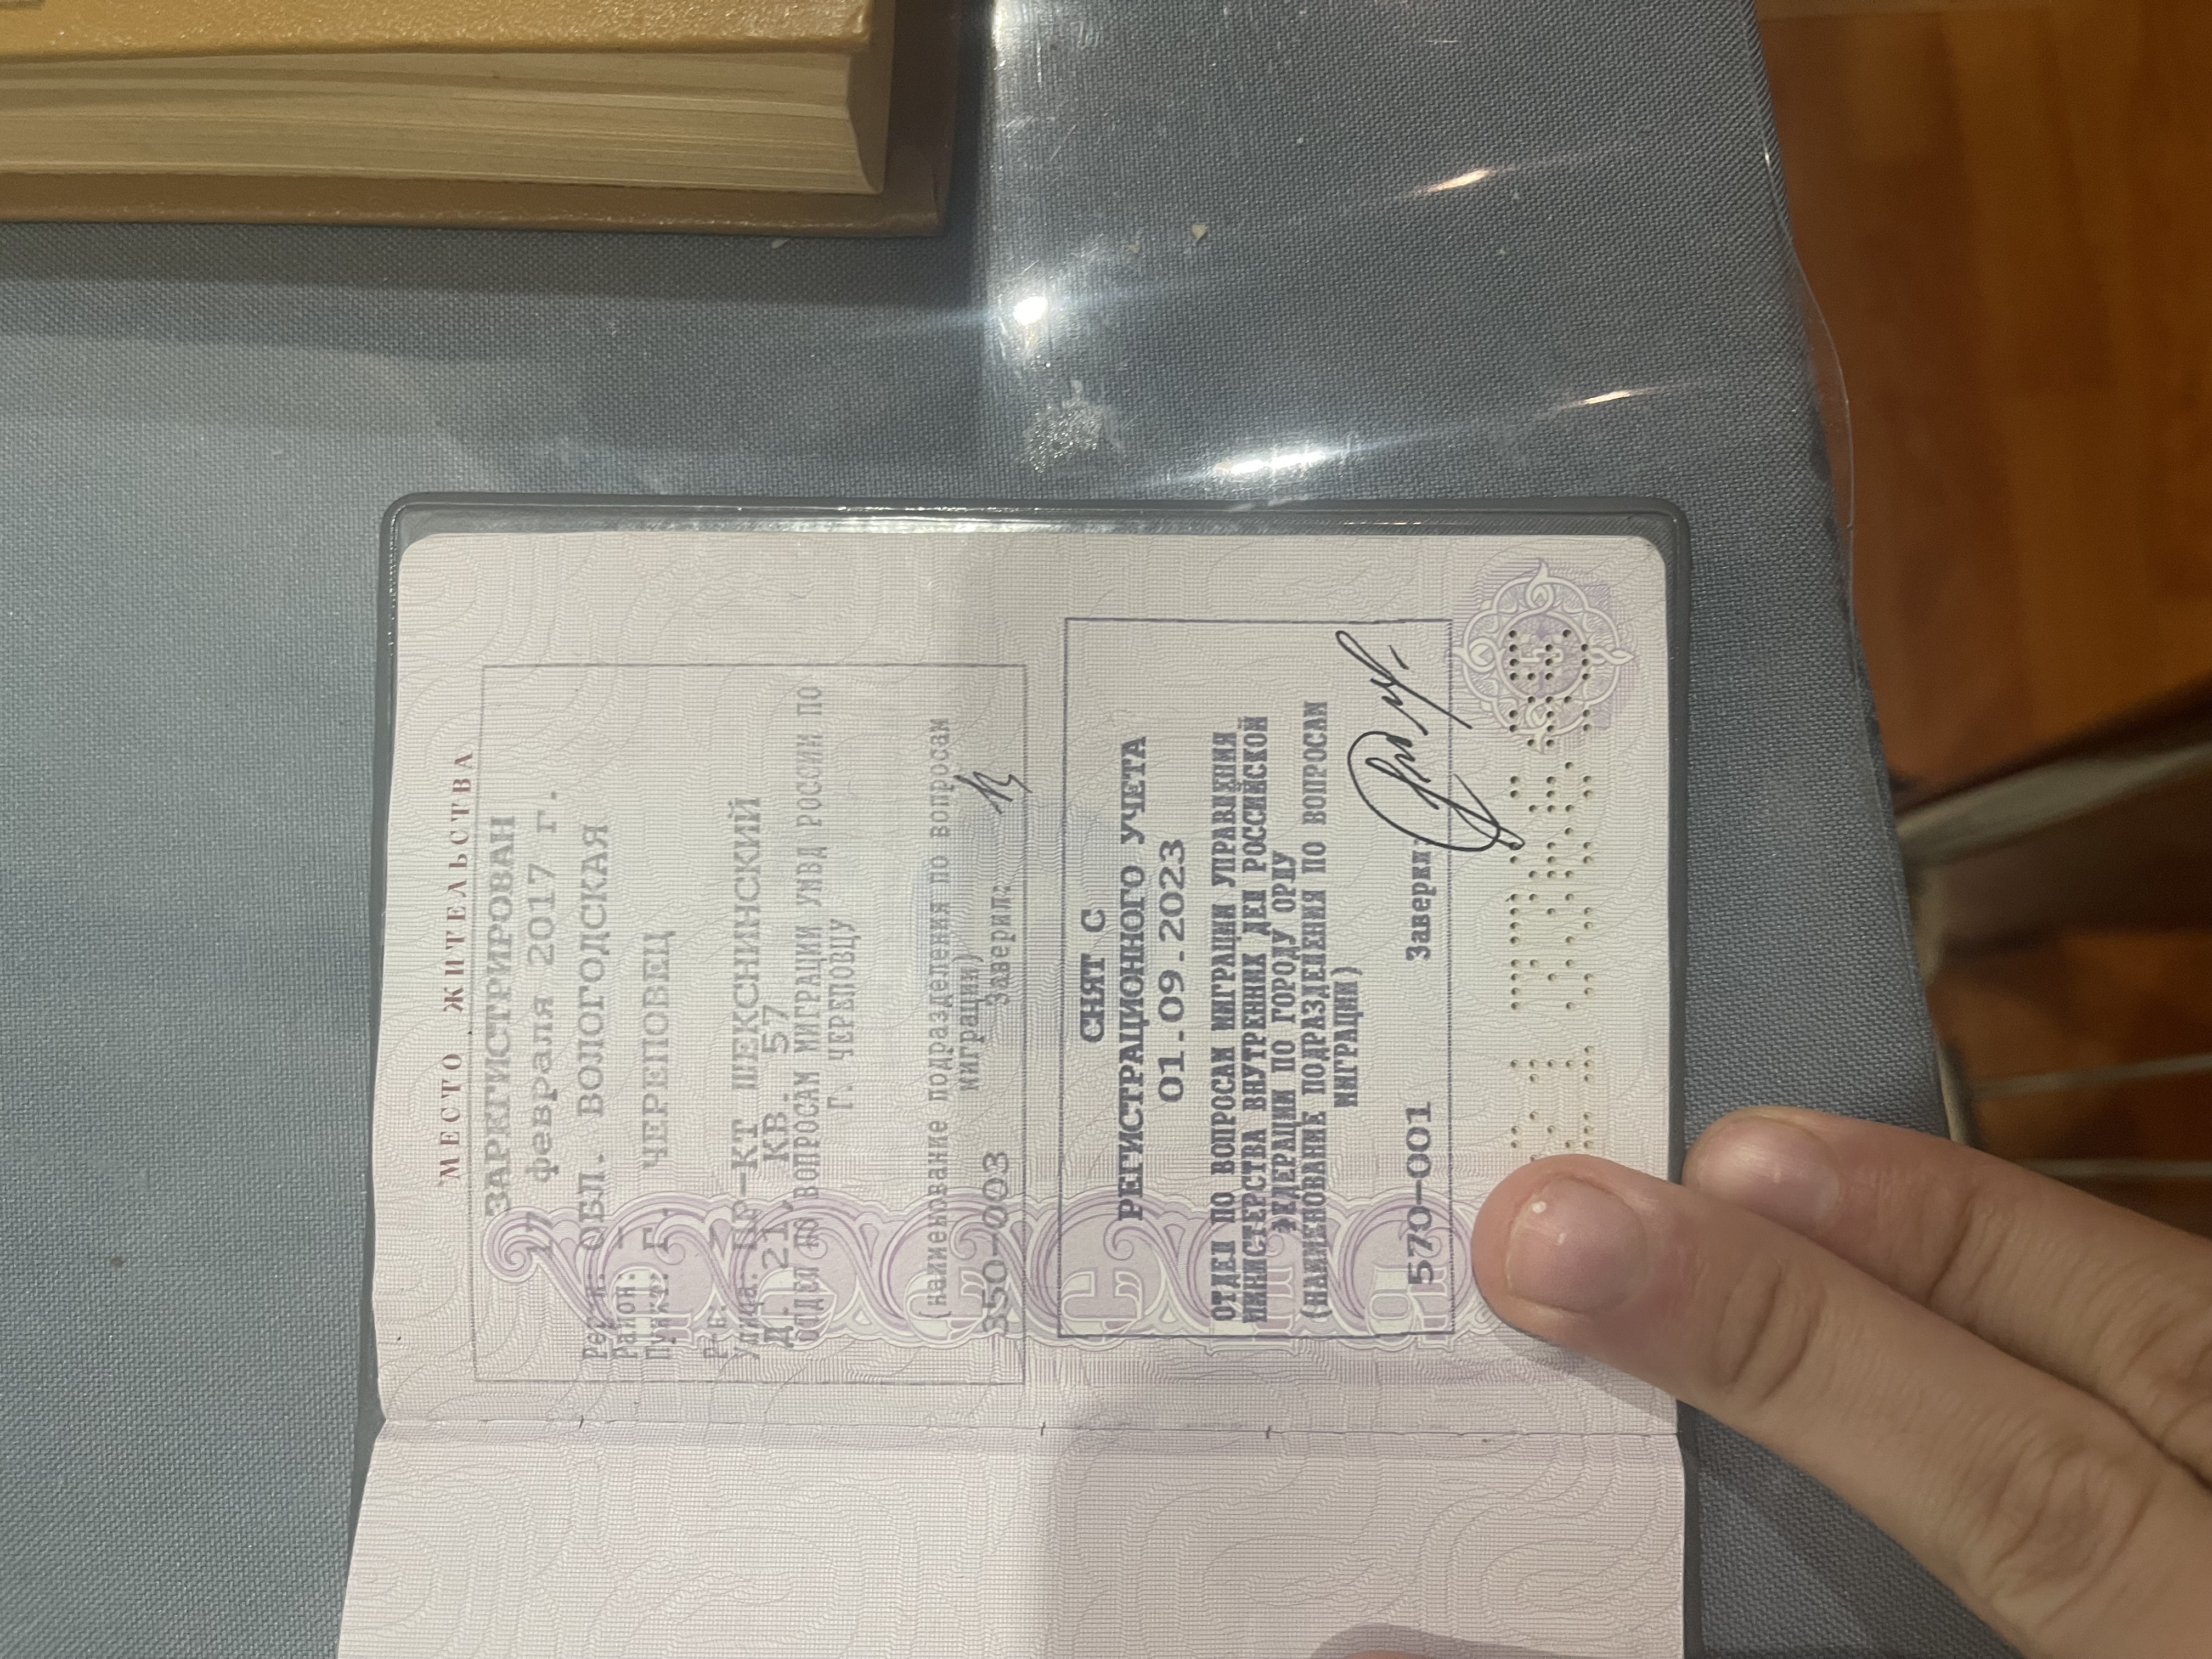 МЕСТО ЖИТЕЛЬСТВА
ЗАРЕГИСТРИРОВАН
17 февраля 2017 г.
Рег-н: ОБЛ. ВОЛОГОДСКАЯ
Район: -
Пункт: Г. ЧЕРЕПОВЕЦ
Р-н: -
Улица: ПР-КТ ШЕКСНИНСКИЙ
Д. 21, КВ. 57
ОТДЕЛ ПО ВОПРОСАМ МИГРАЦИИ УМВД РОССИИ ПО
Г. ЧЕРЕПОВЦУ
(наименование подразделения по вопросам
миграции)
350-003 Заверил:
СНЯТ С
РЕГИСТРАЦИОННОГО УЧЕТА
01.09.2023
ОТДЕЛ ПО ВОПРОСАМ МИГРАЦИИ УПРАВЛЕНИЯ
МИНИСТЕРСТВА ВНУТРЕННИХ ДЕЛ РОССИЙСКОЙ
ФЕДЕРАЦИИ ПО ГОРОДУ ОРЛУ
(НАИМЕНОВАНИЕ ПОДРАЗДЕЛЕНИЯ ПО ВОПРОСАМ
МИГРАЦИИ)
570-001 Заверил:
5